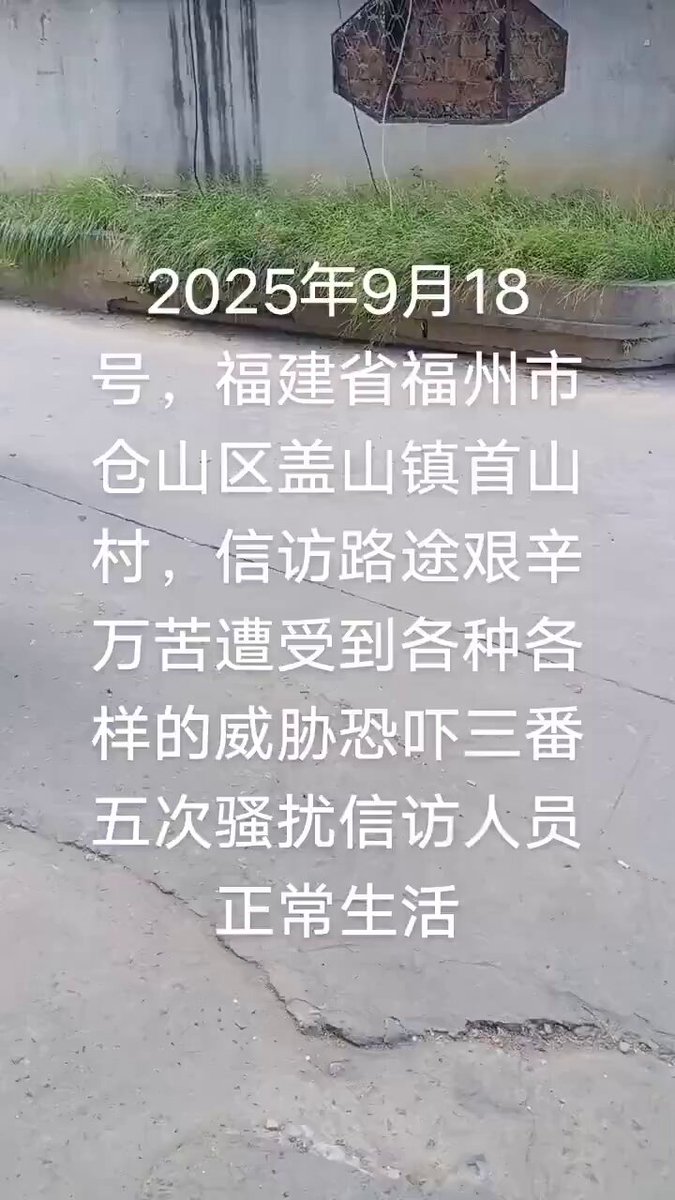 2025年9月18
号，福建省福州市
仓山区盖山镇首山
村，信访路途艰辛
万苦遭受到各种各
样的威胁恐吓三番
五次骚扰信访人员
正常生活